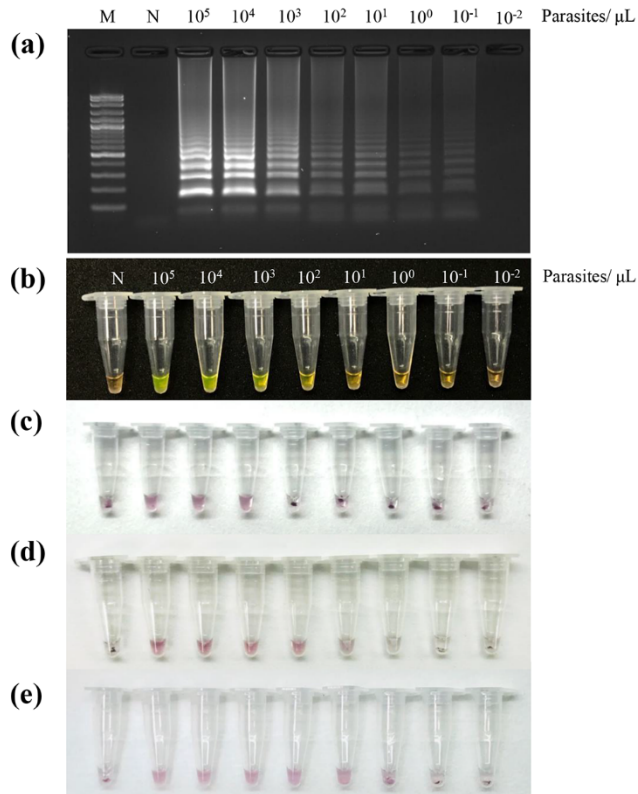 M N 10⁵ 10⁴ 10³ 10² 10¹ 10⁰ 10⁻¹ 10⁻² Parasites/ μL
(a)
(b)
N 10⁵ 10⁴ 10³ 10² 10¹ 10⁰ 10⁻¹ 10⁻² Parasites/ μL
(c)
(d)
(e)